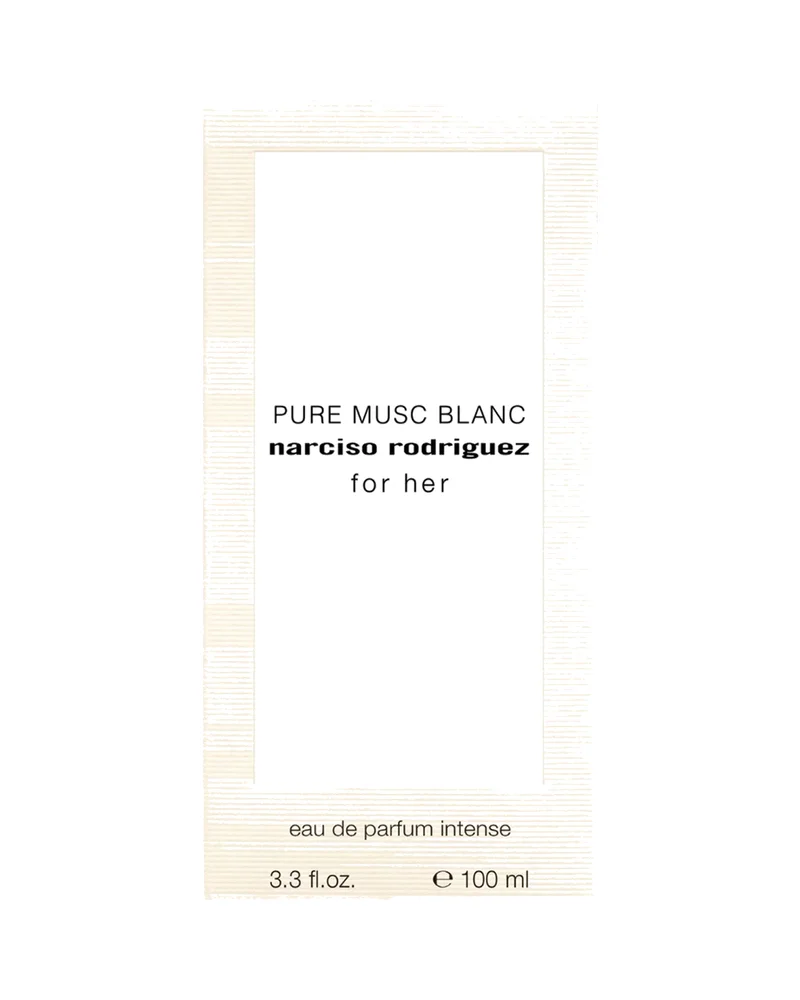 PURE MUSC BLANC
narciso rodriguez
for her
eau de parfum intense
3.3 fl.oz. ℮ 100 ml